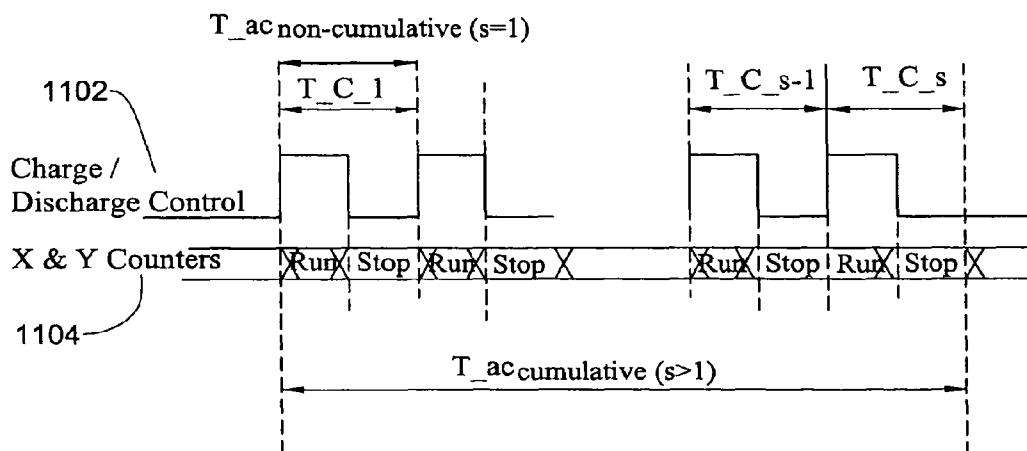 T_ac non-cumulative (s=1)
1102
T_C_1
T_C_s-1
T_C_s
Charge /
Discharge Control
X & Y Counters
Run Stop Run Stop Run Stop Run Stop
1104
T_ac cumulative (s>1)